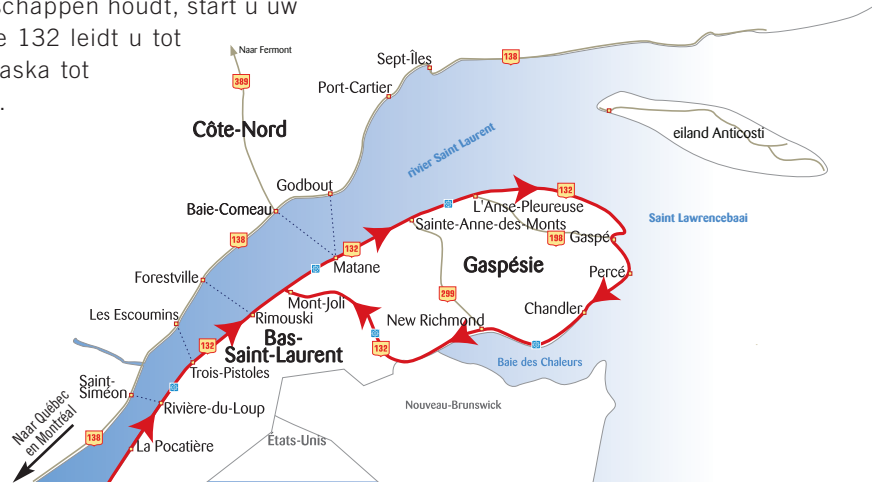 schappen houdt, start u uw
e 132 leidt u tot
aska tot
.
Naar Fermont
389
Sept-Îles
138
Port-Cartier
Côte-Nord
eiland Anticosti
rivier Saint Laurent
Godbout
132
Baie-Comeau
L'Anse-Pleureuse
Sainte-Anne-des-Monts
Saint Lawrencebaai
138
198
Gaspé
132
Matane
Gaspésie
Percé
Forestville
299
Mont-Joli
Chandler
Les Escoumins
Rimouski
New Richmond
132
Bas-
Saint-Laurent
132
Baie des Chaleurs
Trois-Pistoles
Saint-
Siméon
Rivière-du-Loup
Nouveau-Brunswick
Naar Québec
en Montréal
138
États-Unis
La Pocatière